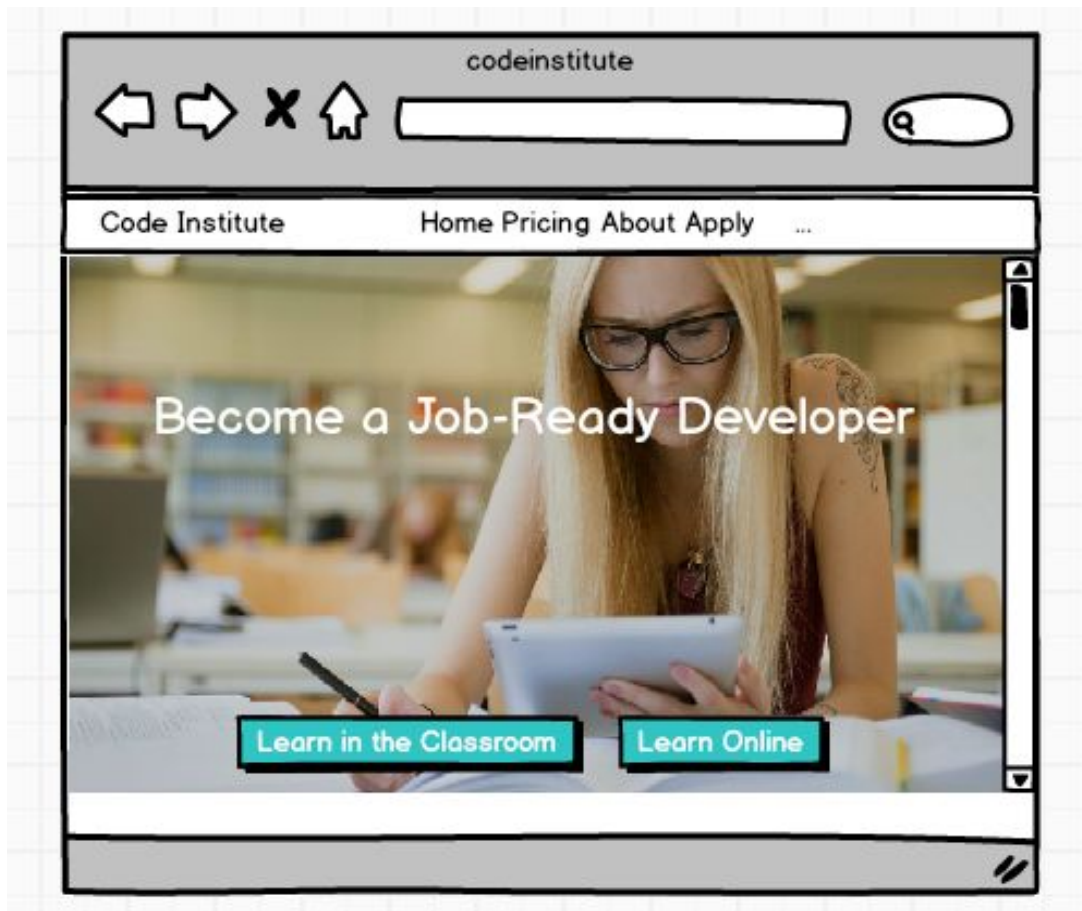 codeinstitute
Code Institute Home Pricing About Apply ...
Become a Job-Ready Developer
Learn in the Classroom Learn Online